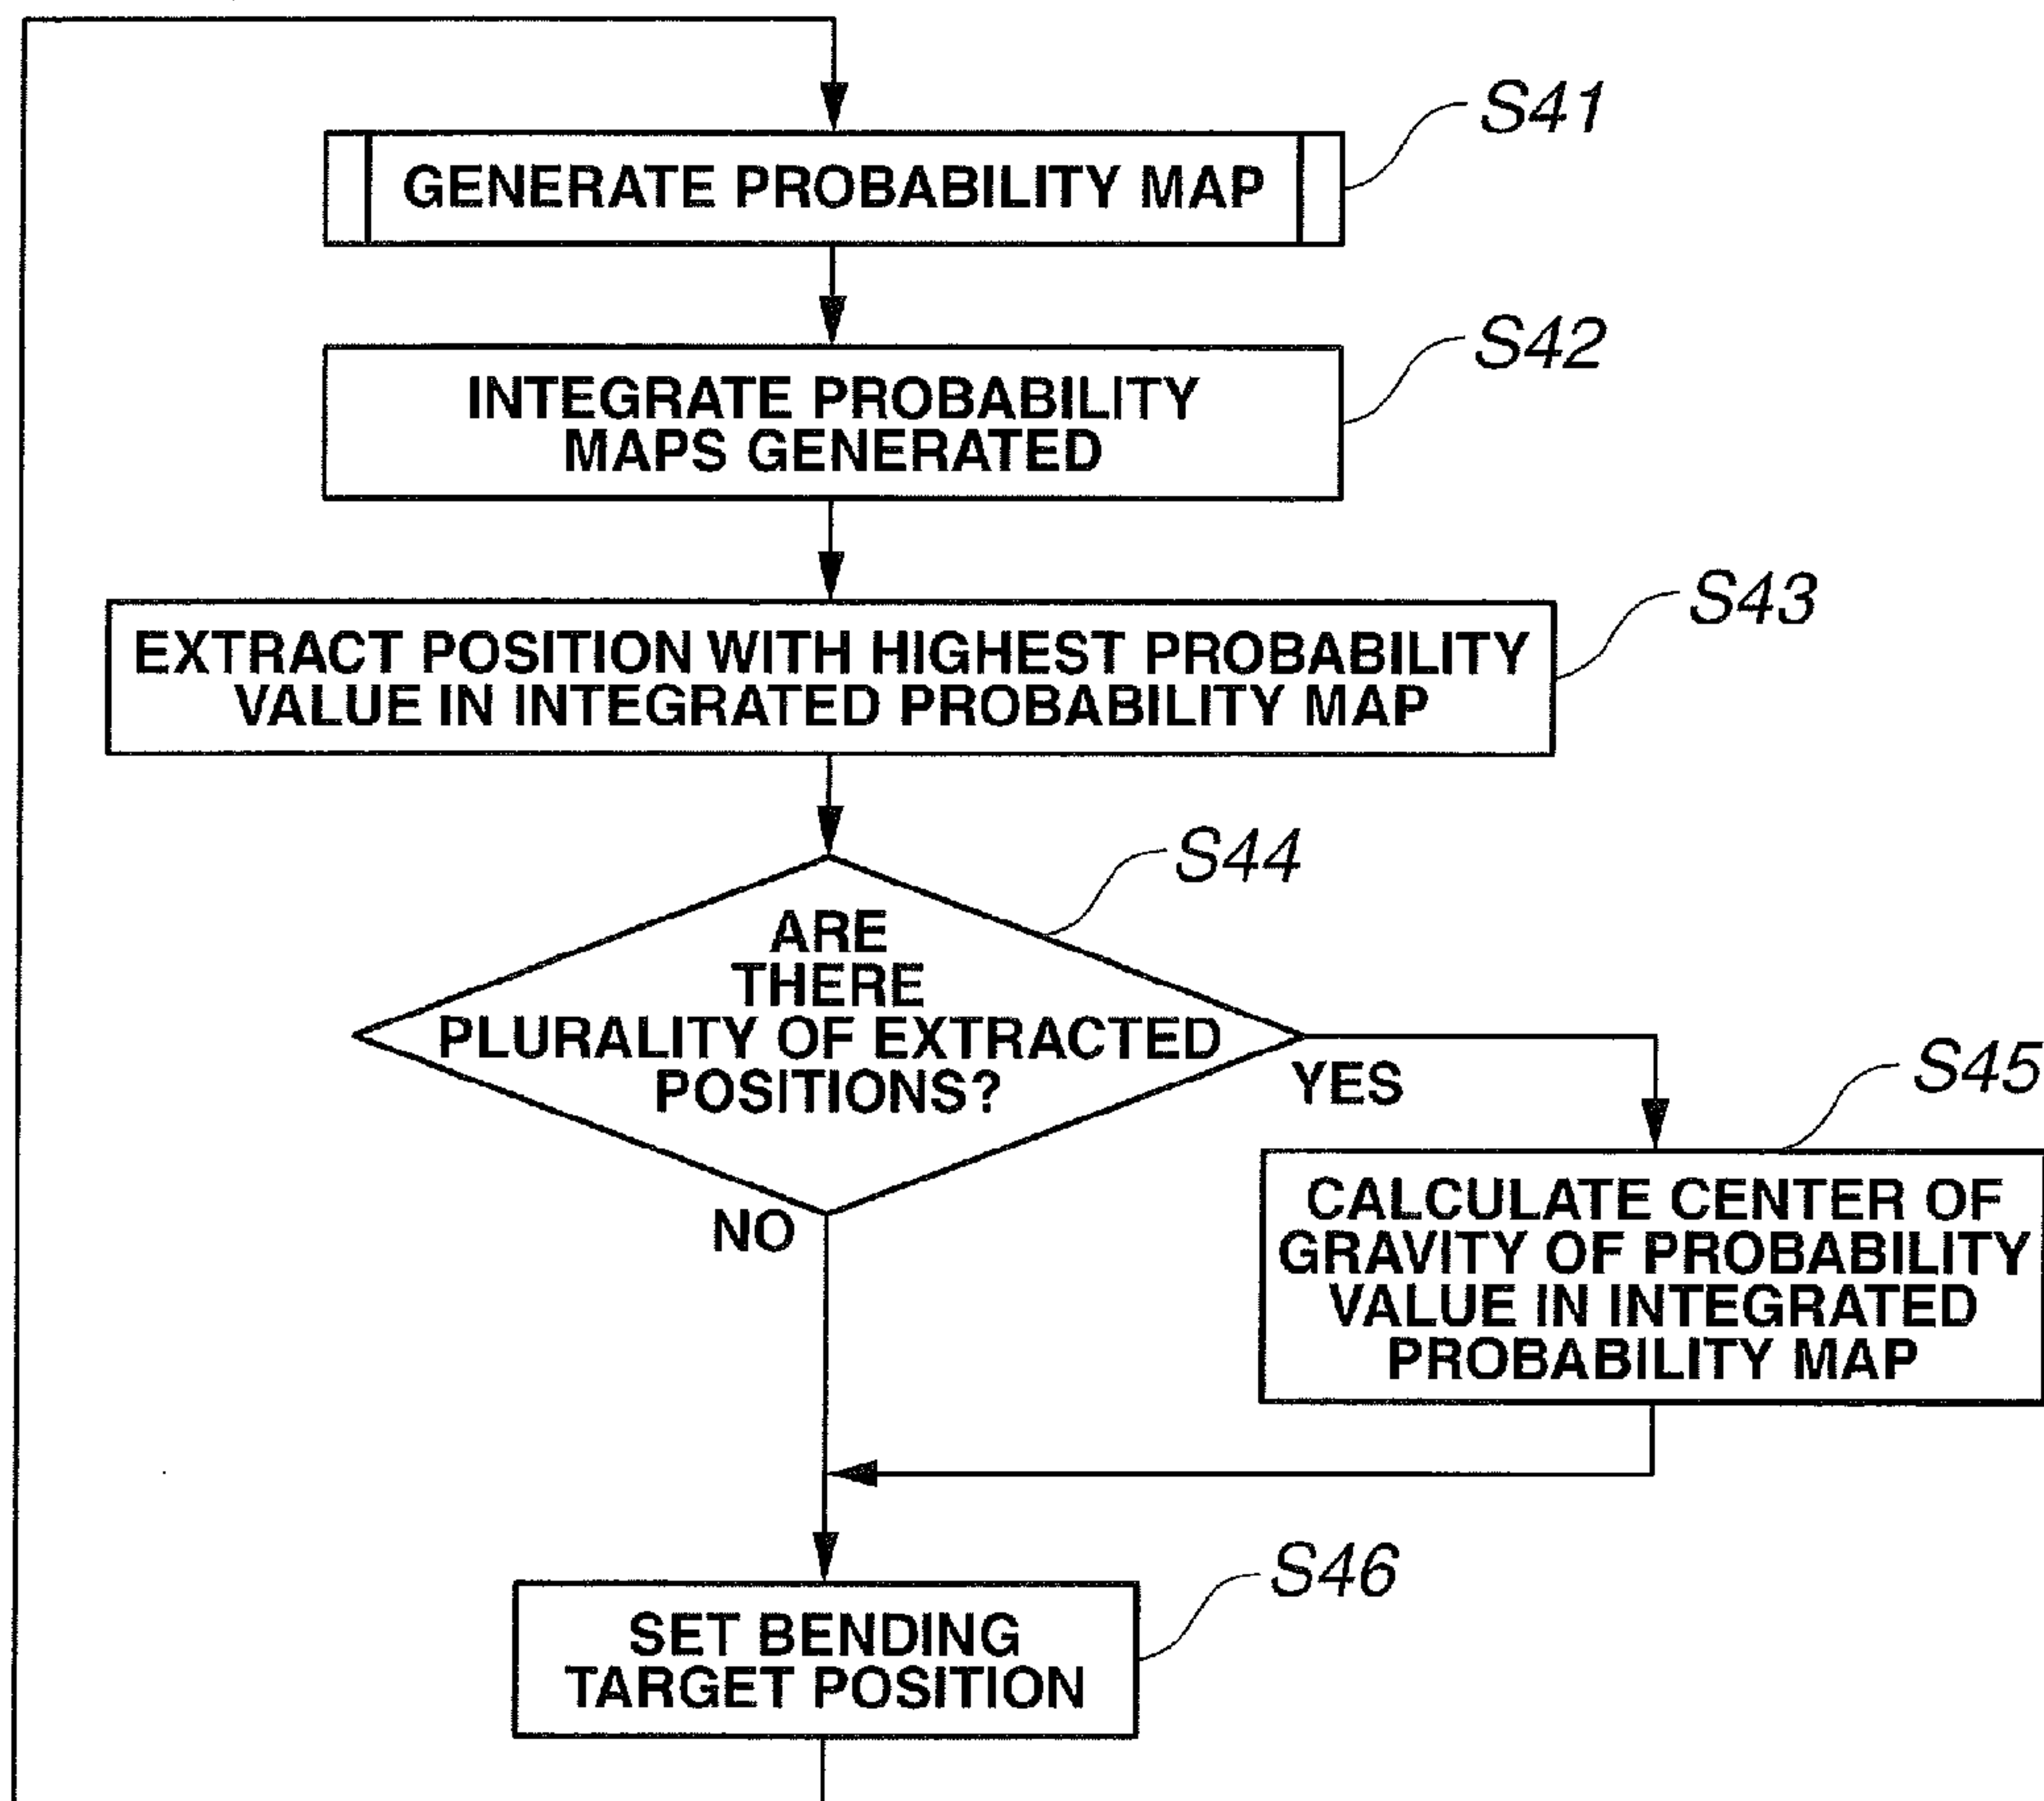 S41
GENERATE PROBABILITY MAP
S42
INTEGRATE PROBABILITY
MAPS GENERATED
S43
EXTRACT POSITION WITH HIGHEST PROBABILITY
VALUE IN INTEGRATED PROBABILITY MAP
S44
ARE
THERE
PLURALITY OF EXTRACTED
POSITIONS?
YES
NO
S45
CALCULATE CENTER OF
GRAVITY OF PROBABILITY
VALUE IN INTEGRATED
PROBABILITY MAP
S46
SET BENDING
TARGET POSITION